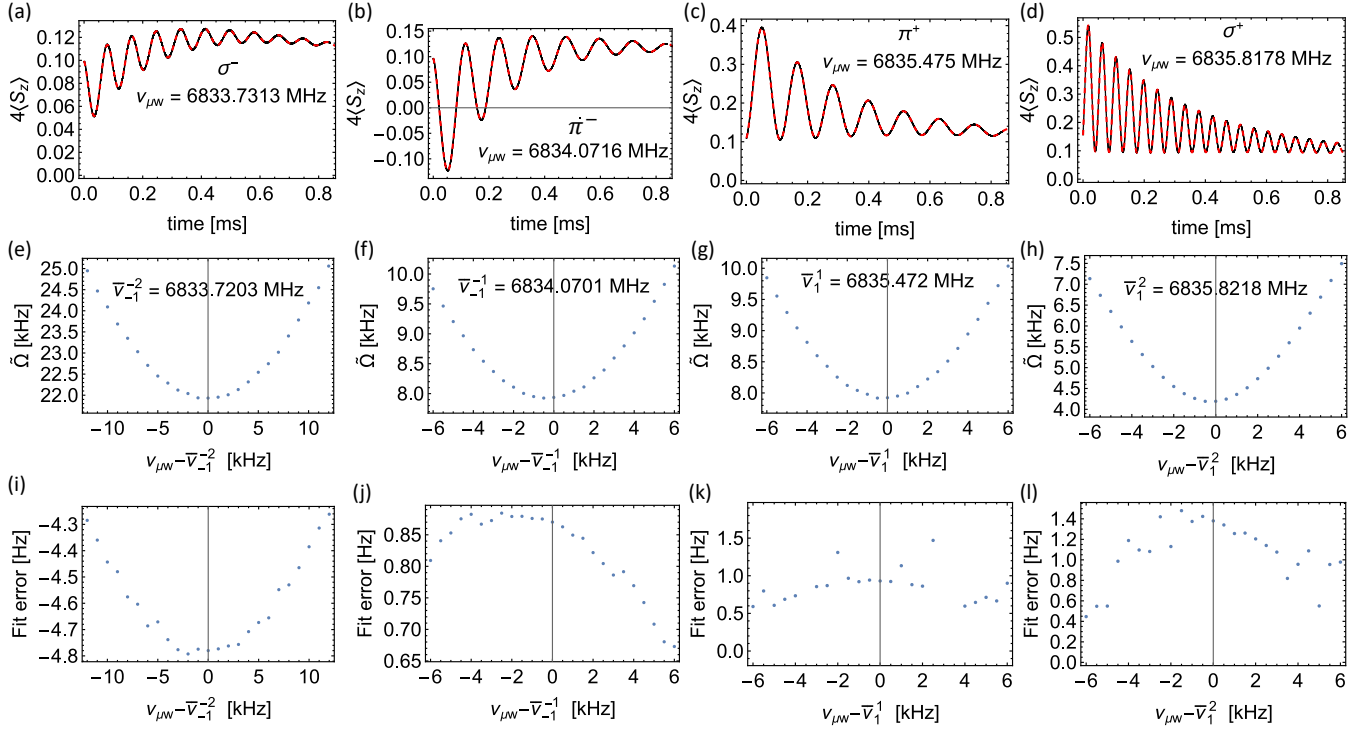 (a)
0.12
0.10
0.08
0.06
0.04
0.02
0.00
4⟨S_z⟩
σ⁻
ν_μw = 6833.7313 MHz
0.0 0.2 0.4 0.6 0.8
time [ms]
(b)
0.15
0.10
0.05
0.00
−0.05
−0.10
4⟨S_z⟩
π̇⁻
ν_μw = 6834.0716 MHz
0.0 0.2 0.4 0.6 0.8
time [ms]
(c)
0.4
0.3
0.2
0.1
0.0
4⟨S_z⟩
π⁺
ν_μw = 6835.475 MHz
0.0 0.2 0.4 0.6 0.8
time [ms]
(d)
0.5
0.4
0.3
0.2
0.1
0.0
4⟨S_z⟩
σ⁺
ν_μw = 6835.8178 MHz
0.0 0.2 0.4 0.6 0.8
time [ms]
(e)
25.0
24.5
24.0
23.5
23.0
22.5
22.0
Ω̃ [kHz]
ν̄₋₁⁻² = 6833.7203 MHz
−10 −5 0 5 10
ν_μw−ν̄₋₁⁻² [kHz]
(f)
10.0
9.5
9.0
8.5
8.0
Ω̃ [kHz]
ν̄₋₁⁻¹ = 6834.0701 MHz
−6 −4 −2 0 2 4 6
ν_μw−ν̄₋₁⁻¹ [kHz]
(g)
10.0
9.5
9.0
8.5
8.0
Ω̃ [kHz]
ν̄₁¹ = 6835.472 MHz
−6 −4 −2 0 2 4 6
ν_μw−ν̄₁¹ [kHz]
(h)
7.5
7.0
6.5
6.0
5.5
5.0
4.5
4.0
Ω̃ [kHz]
ν̄₁² = 6835.8218 MHz
−6 −4 −2 0 2 4 6
ν_μw−ν̄₁² [kHz]
(i)
−4.3
−4.4
−4.5
−4.6
−4.7
−4.8
Fit error [Hz]
−10 −5 0 5 10
ν_μw−ν̄₋₁⁻² [kHz]
(j)
0.85
0.80
0.75
0.70
0.65
Fit error [Hz]
−6 −4 −2 0 2 4 6
ν_μw−ν̄₋₁⁻¹ [kHz]
(k)
1.5
1.0
0.5
0.0
Fit error [Hz]
−6 −4 −2 0 2 4 6
ν_μw−ν̄₁¹ [kHz]
(l)
1.4
1.2
1.0
0.8
0.6
0.4
0.2
0.0
Fit error [Hz]
−6 −4 −2 0 2 4 6
ν_μw−ν̄₁² [kHz]